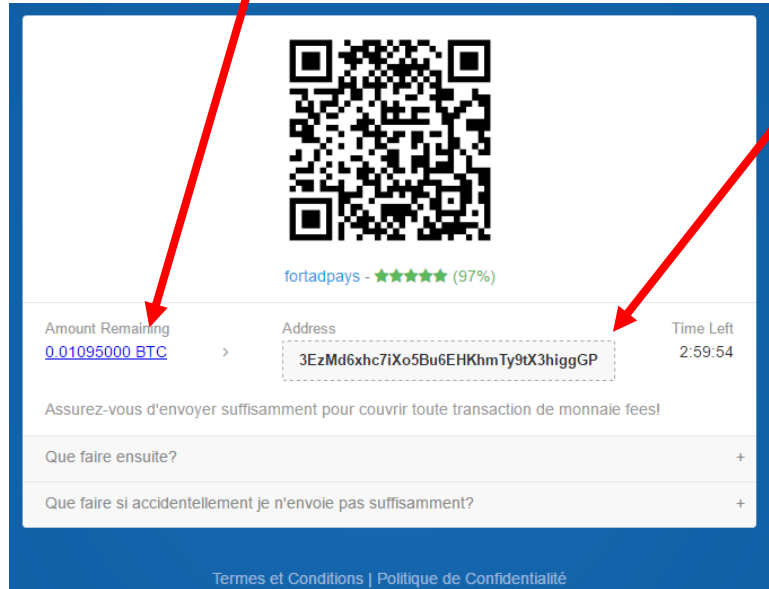 fortadpays - ★★★★★ (97%)
Amount Remaining
0.01095000 BTC >
Address
3EzMd6xhc7iXo5Bu6EHKhmTy9tX3higgGP
Time Left
2:59:54
Assurez-vous d'envoyer suffisamment pour couvrir toute transaction de monnaie fees!
Que faire ensuite? +
Que faire si accidentellement je n'envoie pas suffisamment? +
Termes et Conditions | Politique de Confidentialité